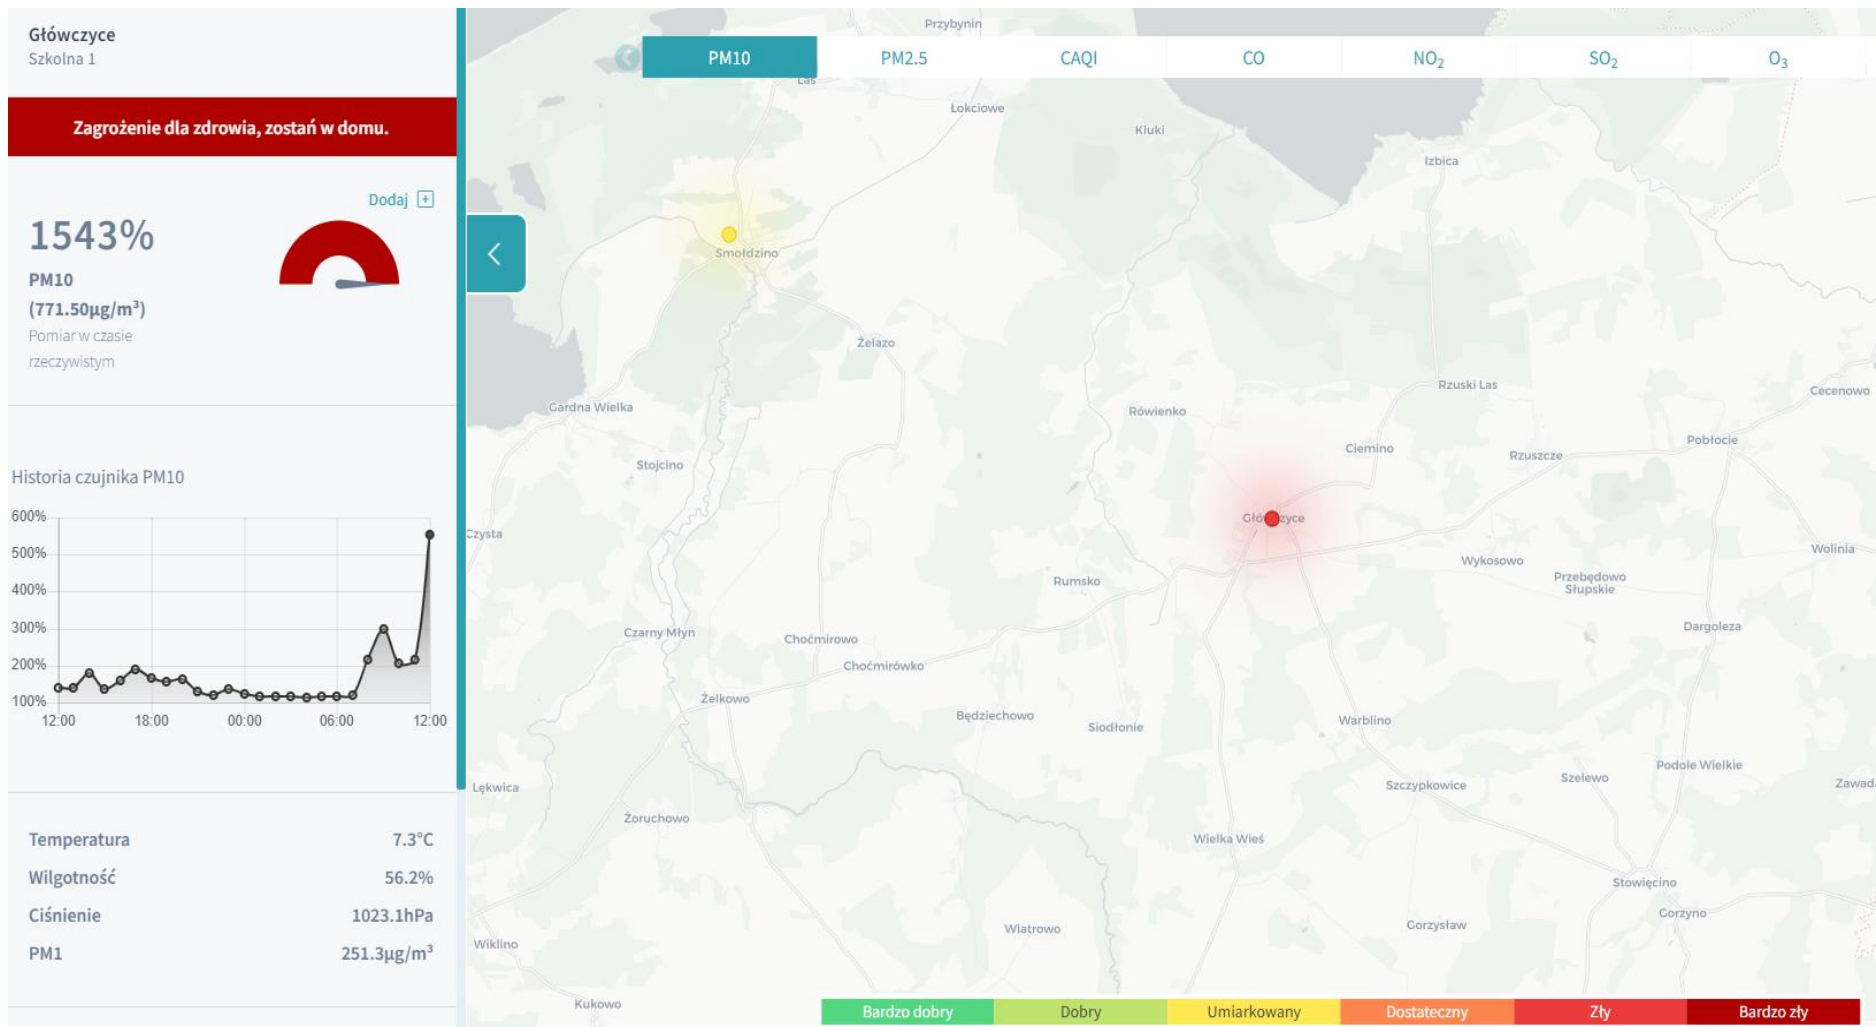 Główczyce
Szkolna 1
Zagrożenie dla zdrowia, zostań w domu.
Dodaj
1543%
PM10
(771.50µg/m³)
Pomiar w czasie
rzeczywistym
Historia czujnika PM10
600%
500%
400%
300%
200%
100%
12:00 18:00 00:00 06:00 12:00
Temperatura 7.3°C
Wilgotność 56.2%
Ciśnienie 1023.1hPa
PM1 251.3µg/m³
Przybynin
PM10 PM2.5 CAQI CO NO₂ SO₂ O₃
Las
Łokciowe
Kluki
Izbica
Smołdzino
Żelazo
Rzuski Las
Cecenowo
Gardna Wielka
Rówienko
Pobłocie
Ciemino
Rzuszcze
Stojcino
Główczyce
Czysta
Wolinia
Wykosowo
Rumsko
Przebędowo
Słupskie
Czarny Młyn
Choćmirowo
Dargoleza
Choćmirówko
Żelkowo
Będziechowo
Siodłonie
Warblino
Podole Wielkie
Szelewo
Lękwica
Szczypkowice
Zawad
Żoruchowo
Wielka Wieś
Stowięcino
Gorzyno
Wiatrowo
Gorzysław
Wiklino
Kukowo
Bardzo dobry Dobry Umiarkowany Dostateczny Zły Bardzo zły